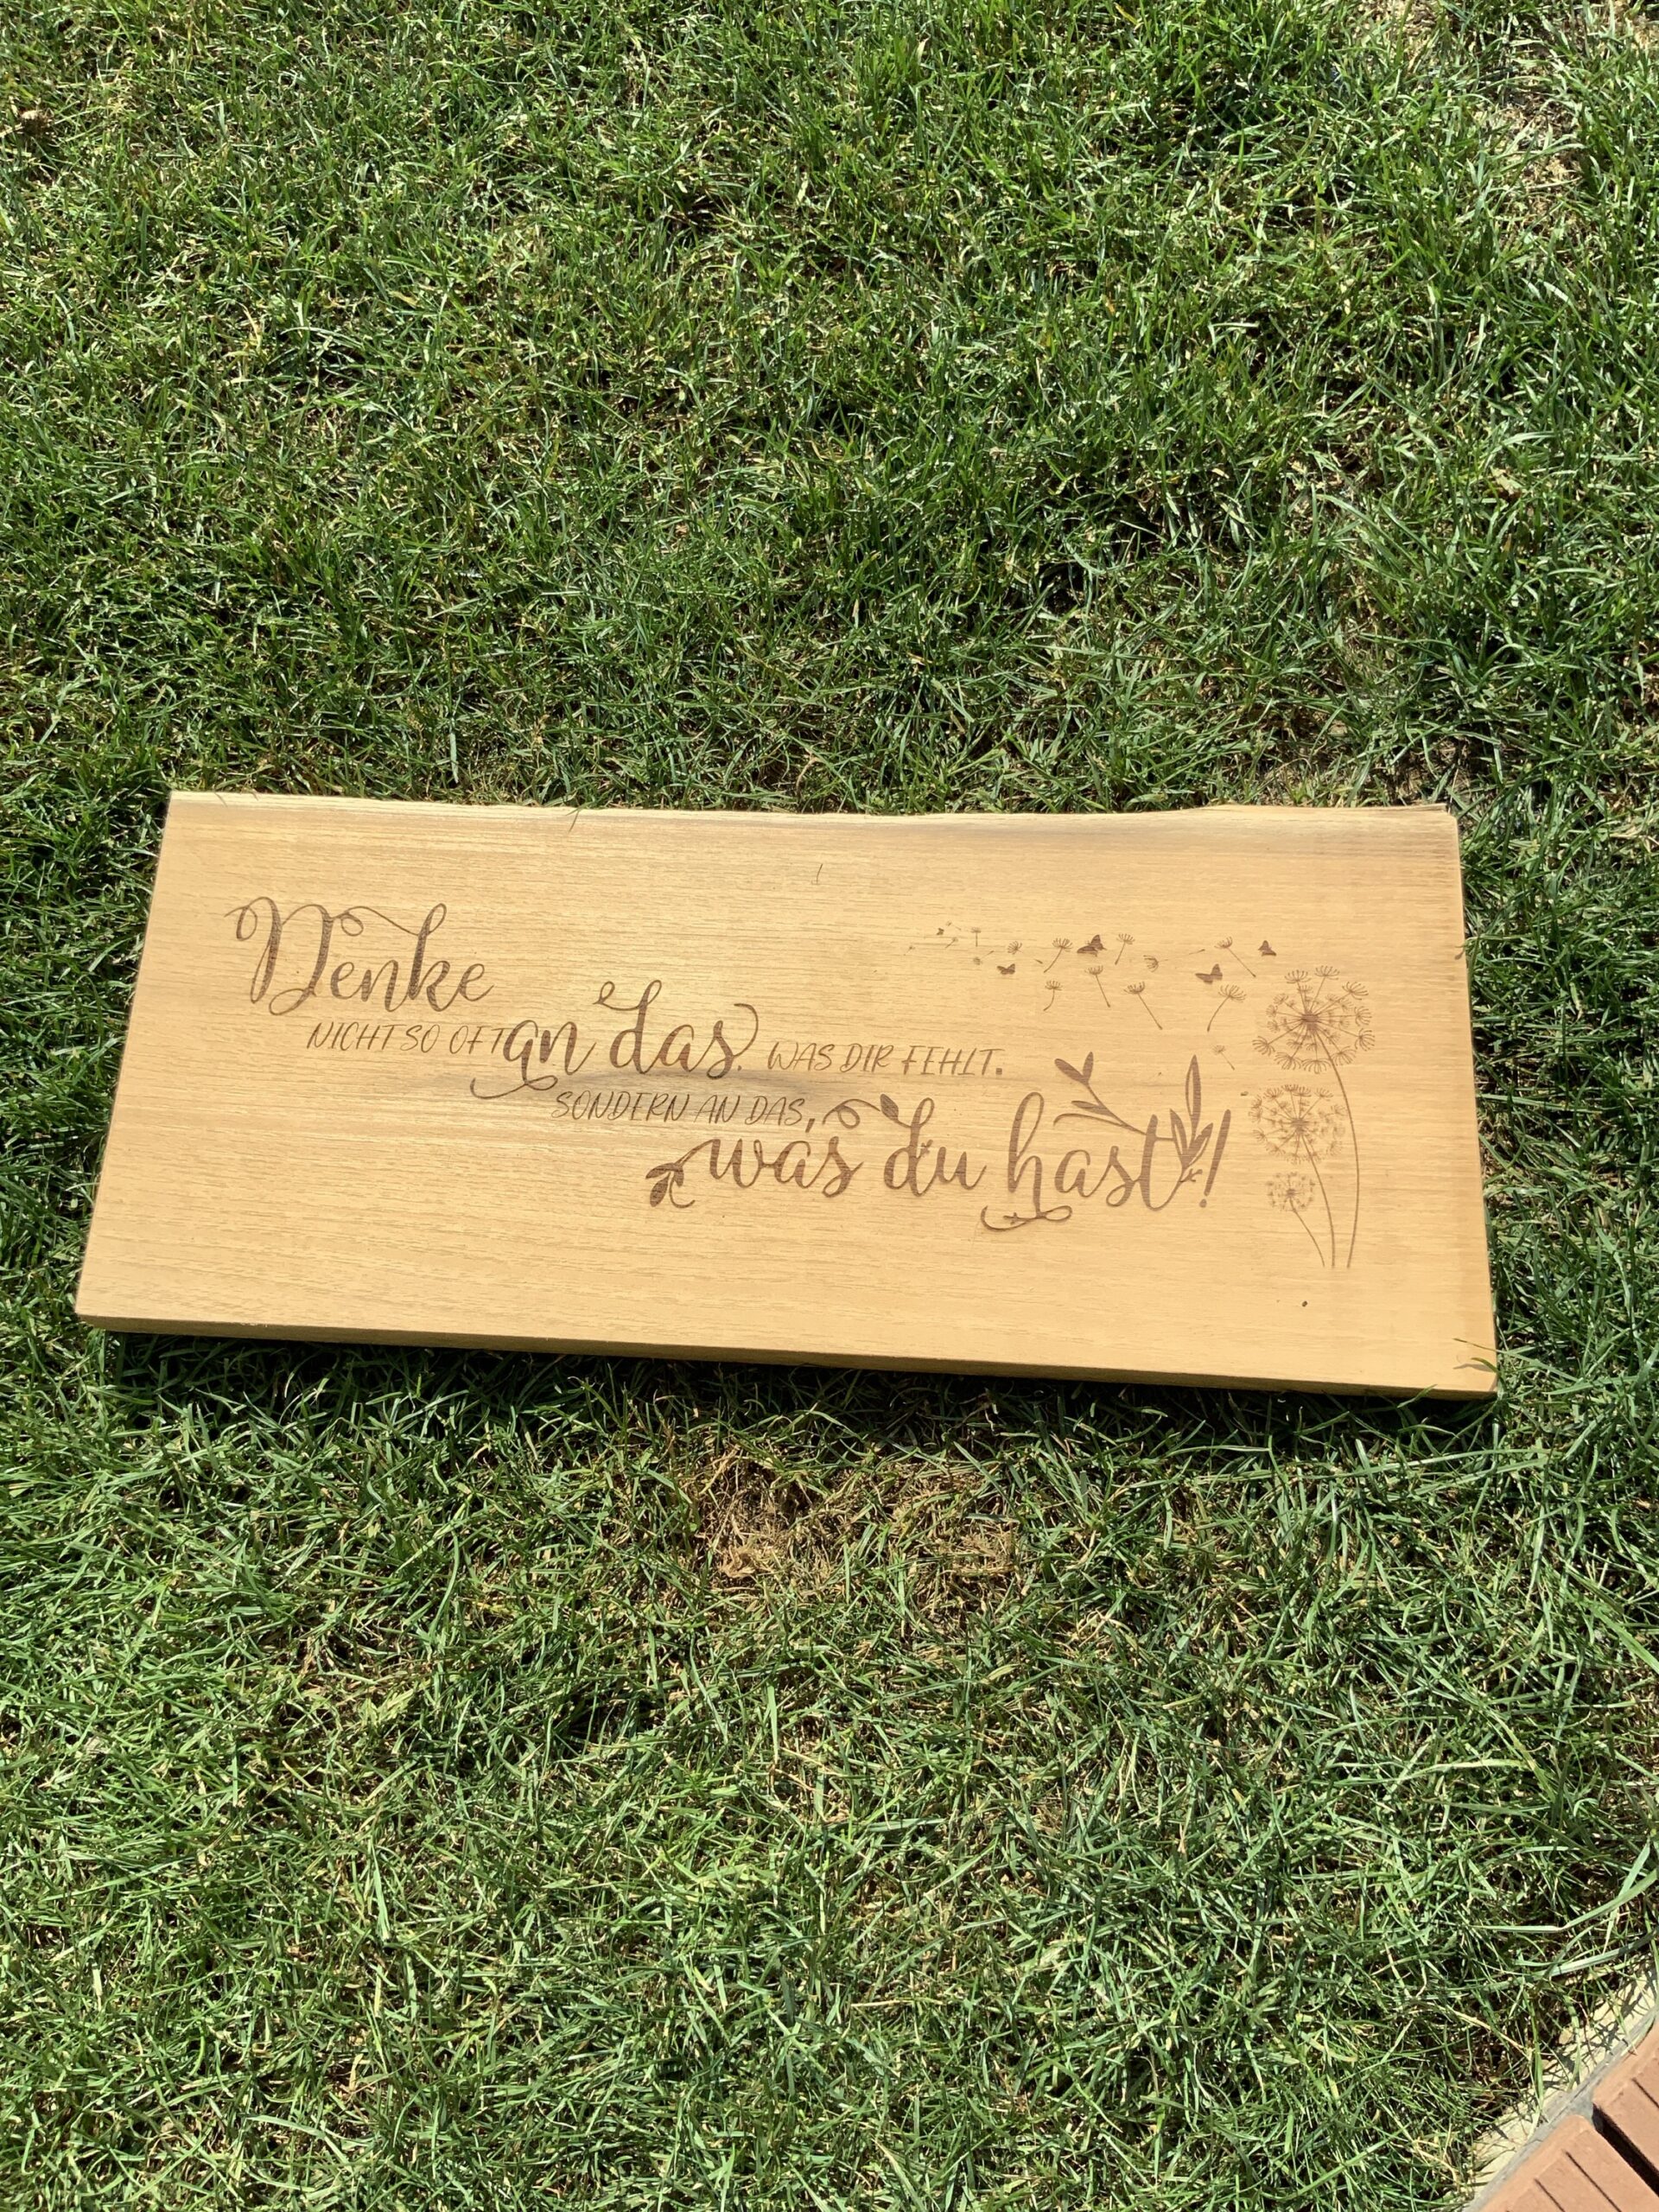 Denke
NICHT SO OFT an das, WAS DIR FEHLT.
SONDERN AN DAS,
was du hast!